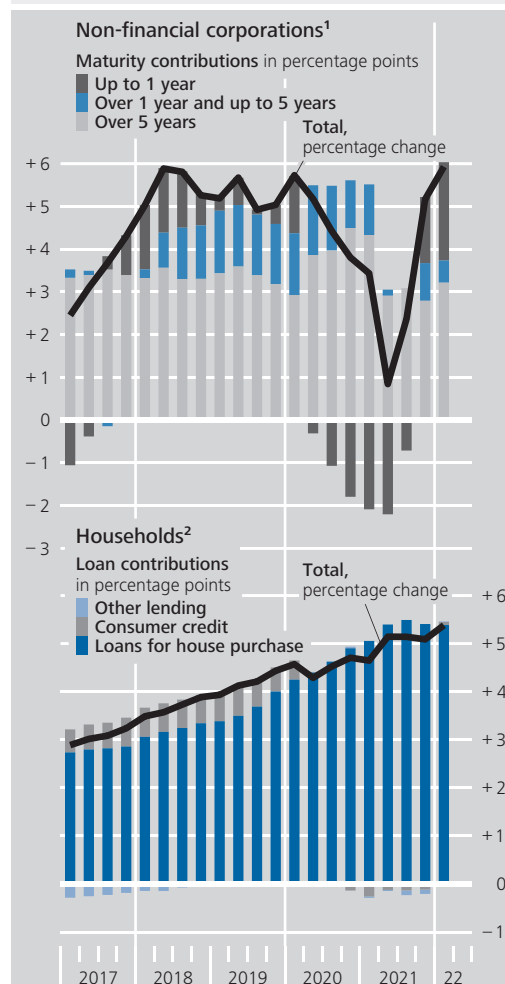 Non-financial corporations¹
Maturity contributions in percentage points
Up to 1 year
Over 1 year and up to 5 years
Over 5 years
Total,
percentage change
+ 6
+ 5
+ 4
+ 3
+ 2
+ 1
0
– 1
– 2
– 3
Households²
Loan contributions
in percentage points
Other lending
Consumer credit
Loans for house purchase
Total,
percentage change
+ 6
+ 5
+ 4
+ 3
+ 2
+ 1
0
– 1
2017 2018 2019 2020 2021 22